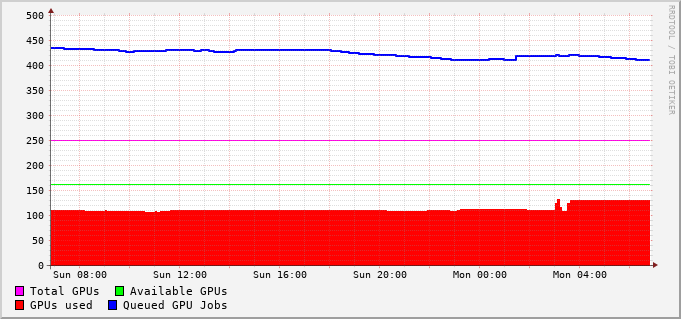 500
450
400
350
300
250
200
150
100
50
0
Sun 08:00 Sun 12:00 Sun 16:00 Sun 20:00 Mon 00:00 Mon 04:00
Total GPUs Available GPUs
GPUs used Queued GPU Jobs
RRDTOOL / TOBI OETIKER